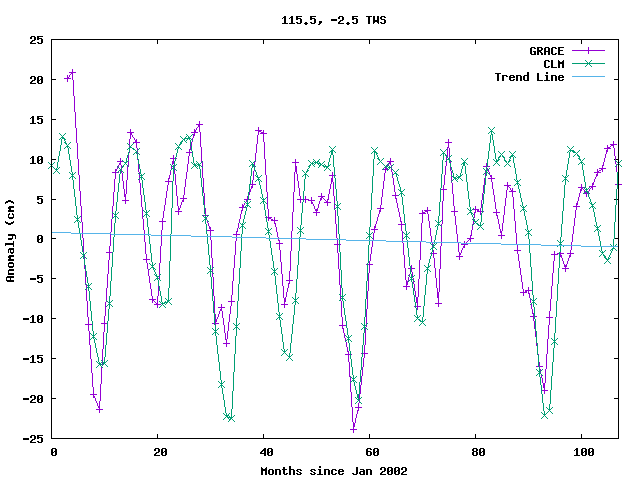 115.5, -2.5 TWS
GRACE
CLM
Trend Line
25
20
15
10
5
0
-5
-10
-15
-20
-25
Anomaly (cm)
0 20 40 60 80 100
Months since Jan 2002